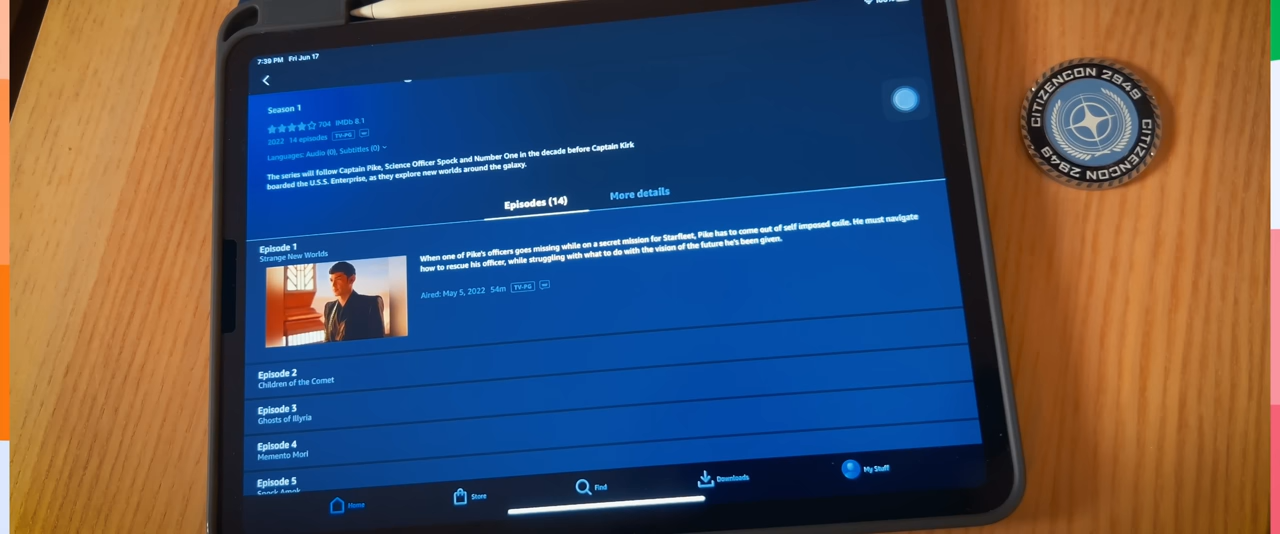 7:39 PM Fri Jun 17
Season 1
704 IMDb 8.1
2022 14 episodes TV-PG
Languages: Audio (0), Subtitles (0)
The series will follow Captain Pike, Science Officer Spock and Number One in the decade before Captain Kirk
boarded the U.S.S. Enterprise, as they explore new worlds around the galaxy.
Episodes (14)
More details
Episode 1
Strange New Worlds
When one of Pike's officers goes missing while on a secret mission for Starfleet, Pike has to come out of self imposed exile. He must navigate
how to rescue his officer, while struggling with what to do with the vision of the future he's been given.
Aired: May 5, 2022 54m TV-PG
Episode 2
Children of the Comet
Episode 3
Ghosts of Illyria
Episode 4
Memento Mori
Episode 5
Spock Amok
Home
Store
Find
Downloads
My Stuff
CITIZENCON 2949
CITIZENCON 2949